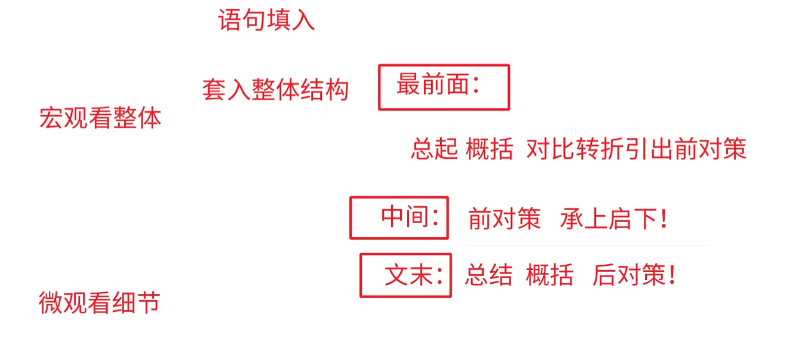 语句填入
套入整体结构 最前面：
宏观看整体
总起 概括 对比转折引出前对策
中间： 前对策 承上启下！
文末： 总结 概括 后对策！
微观看细节